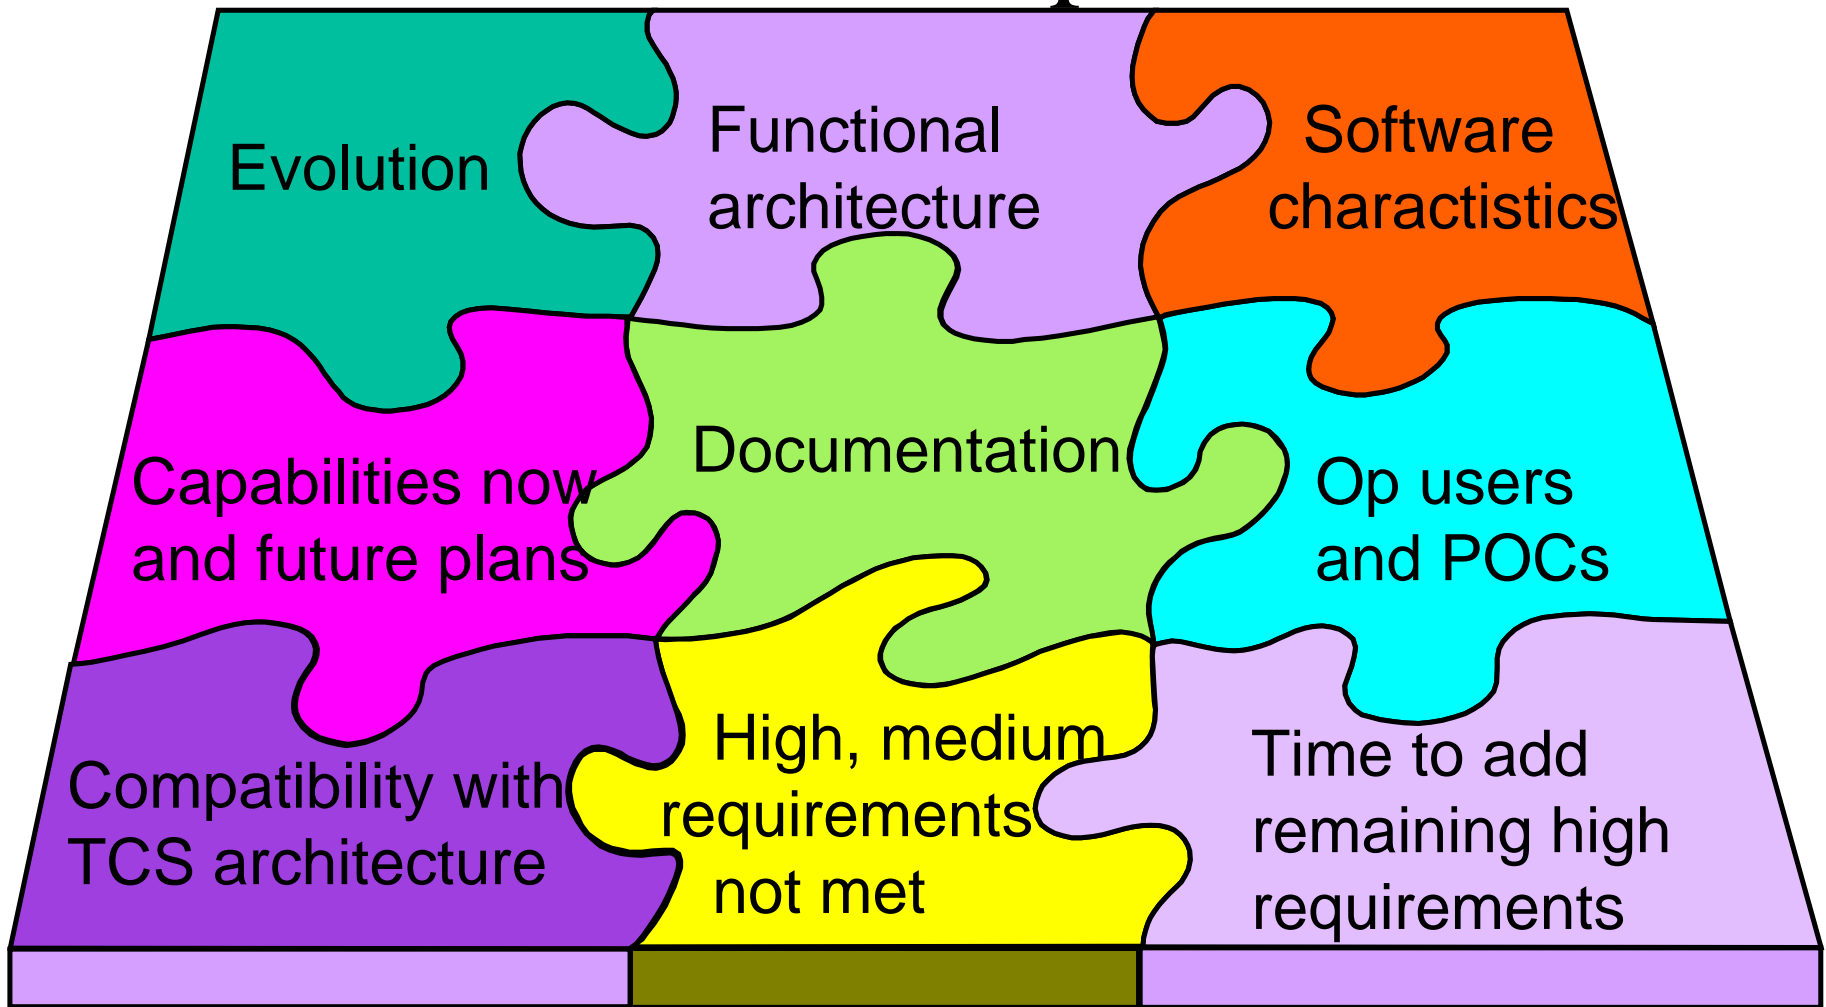 Evolution
Functional
architecture
Software
charactistics
Capabilities now
and future plans
Documentation
Op users
and POCs
Compatibility with
TCS architecture
High, medium
requirements
not met
Time to add
remaining high
requirements